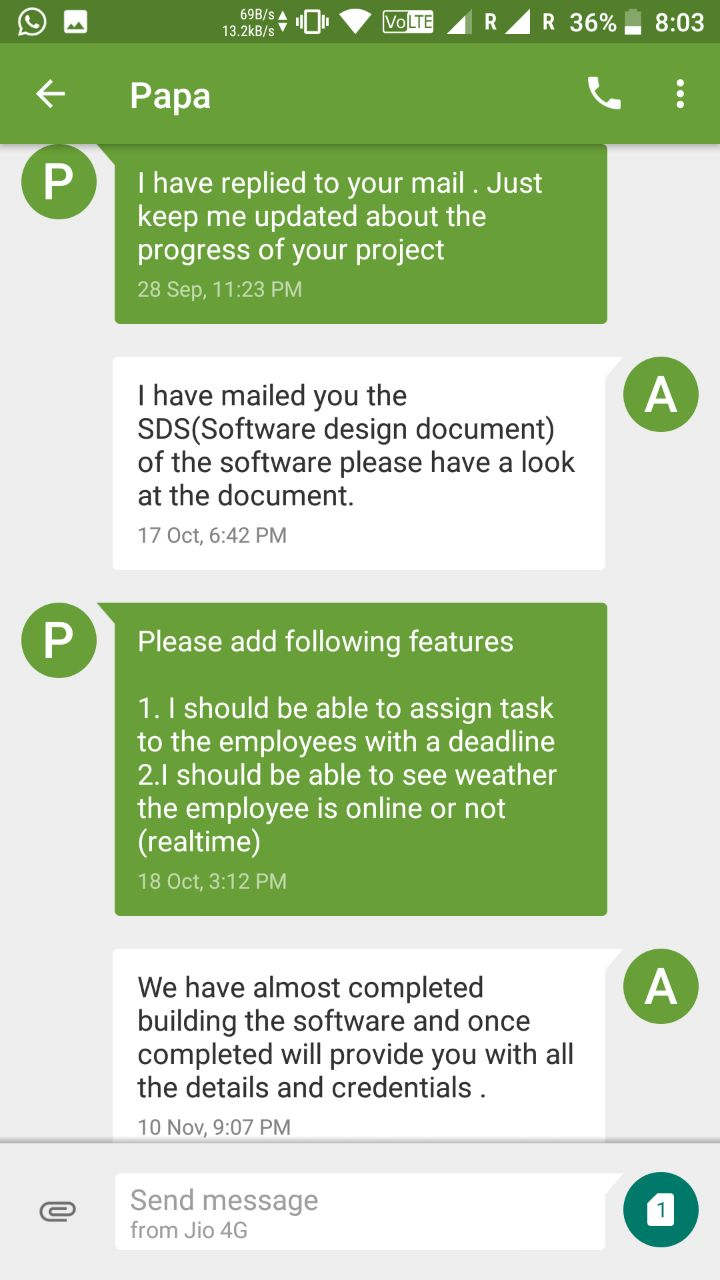 69B/s
13.2kB/s
VoLTE R R 36% 8:03
Papa
P
I have replied to your mail . Just
keep me updated about the
progress of your project
28 Sep, 11:23 PM
A
I have mailed you the
SDS(Software design document)
of the software please have a look
at the document.
17 Oct, 6:42 PM
P
Please add following features
1. I should be able to assign task
to the employees with a deadline
2.I should be able to see weather
the employee is online or not
(realtime)
18 Oct, 3:12 PM
A
We have almost completed
building the software and once
completed will provide you with all
the details and credentials .
10 Nov, 9:07 PM
Send message
from Jio 4G
1